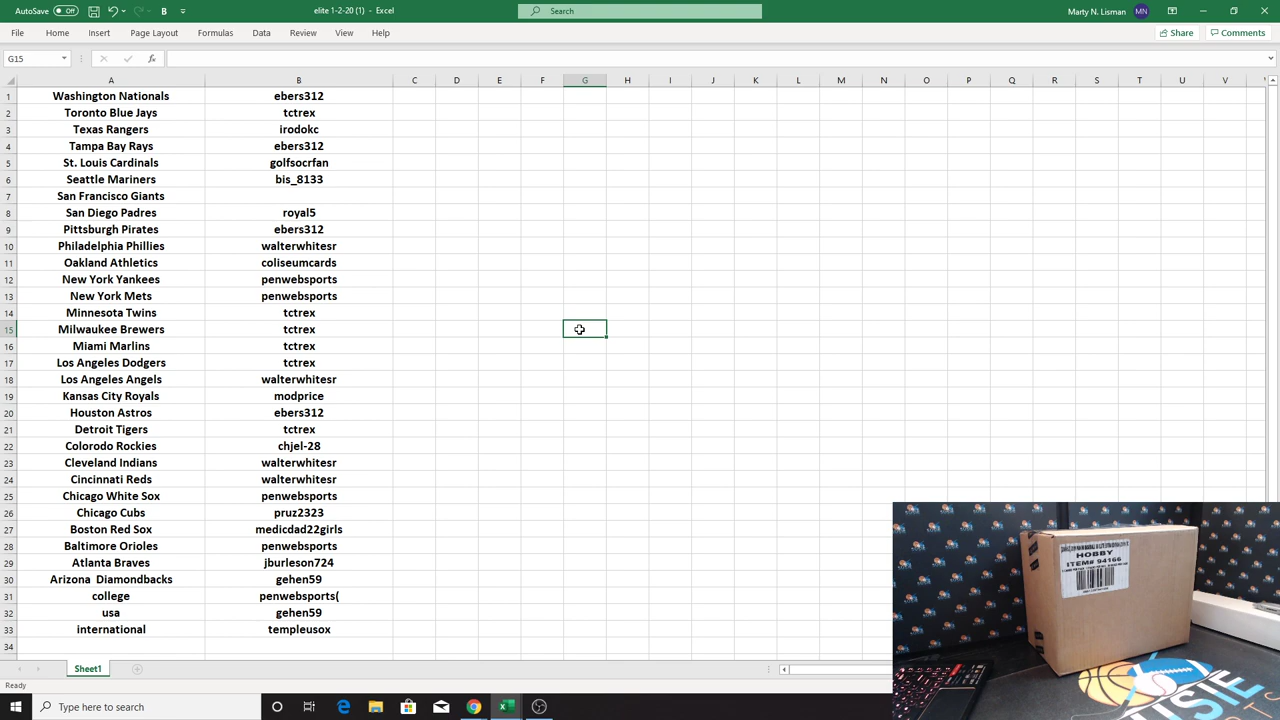 AutoSave Off B elite 1-2-20 (1) - Excel Search Marty N. Lisman MN
File Home Insert Page Layout Formulas Data Review View Help Share Comments
G15 fx
A B C D E F G H I J K L M N O P Q R S T U V
1 Washington Nationals ebers312
2 Toronto Blue Jays tctrex
3 Texas Rangers irodokc
4 Tampa Bay Rays ebers312
5 St. Louis Cardinals golfsocrfan
6 Seattle Mariners bis_8133
7 San Francisco Giants
8 San Diego Padres royal5
9 Pittsburgh Pirates ebers312
10 Philadelphia Phillies walterwhitesr
11 Oakland Athletics coliseumcards
12 New York Yankees penwebsports
13 New York Mets penwebsports
14 Minnesota Twins tctrex
15 Milwaukee Brewers tctrex
16 Miami Marlins tctrex
17 Los Angeles Dodgers tctrex
18 Los Angeles Angels walterwhitesr
19 Kansas City Royals modprice
20 Houston Astros ebers312
21 Detroit Tigers tctrex
22 Colorodo Rockies chjel-28
23 Cleveland Indians walterwhitesr
24 Cincinnati Reds walterwhitesr
25 Chicago White Sox penwebsports
26 Chicago Cubs pruz2323
27 Boston Red Sox medicdad22girls
28 Baltimore Orioles penwebsports
29 Atlanta Braves jburleson724
30 Arizona Diamondbacks gehen59
31 college penwebsports(
32 usa gehen59
33 international templeusox
34
HOBBY
ITEM# 94166
Sheet1
Ready
Type here to search